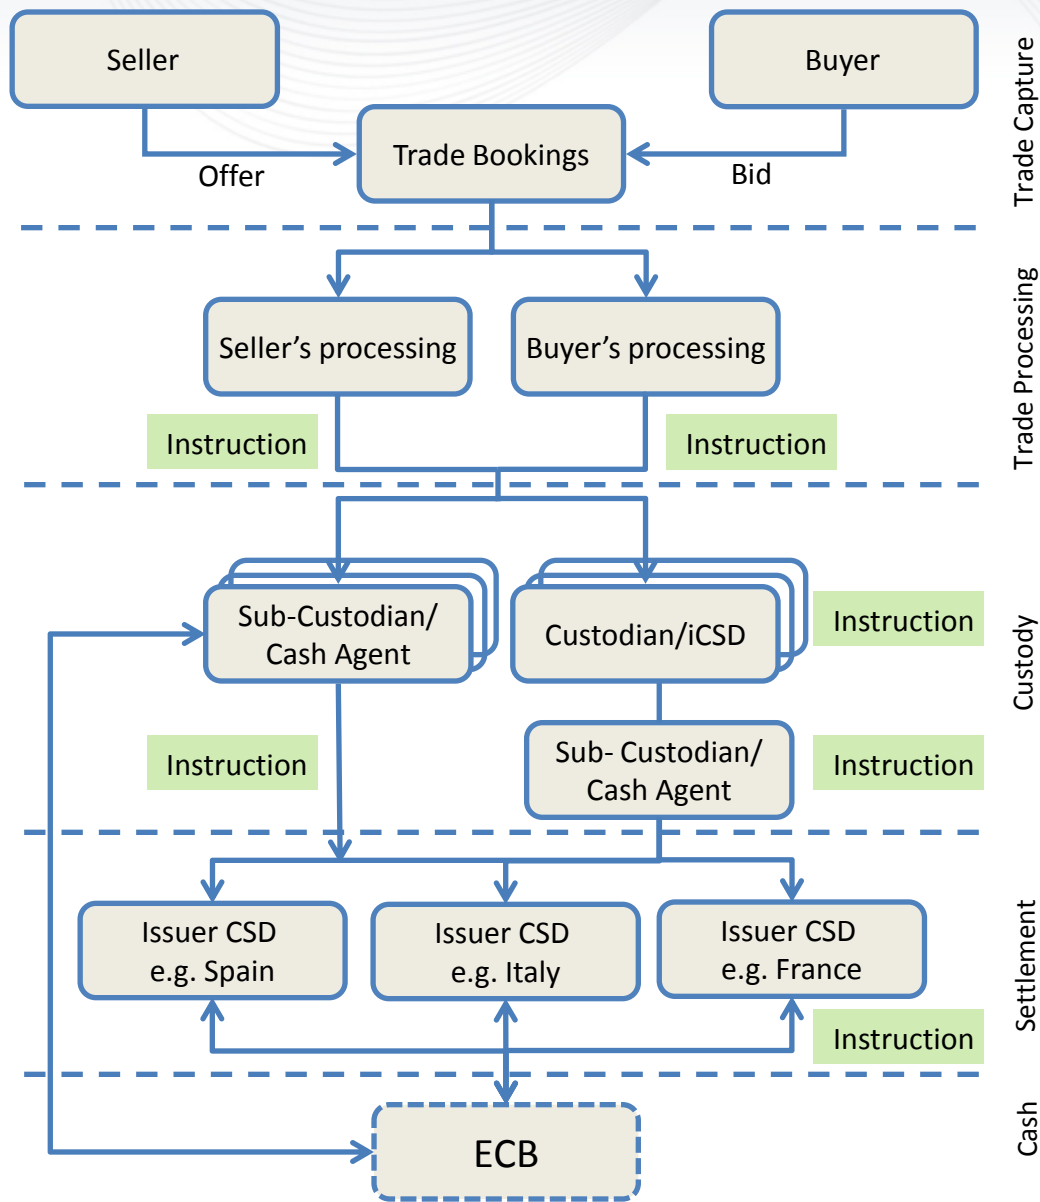 Seller
Buyer
Trade Capture
Trade Bookings
Offer
Bid
Trade Processing
Seller’s processing
Buyer’s processing
Instruction
Instruction
Custody
Sub-Custodian/
Cash Agent
Custodian/iCSD
Instruction
Instruction
Sub- Custodian/
Cash Agent
Instruction
Settlement
Issuer CSD
e.g. Spain
Issuer CSD
e.g. Italy
Issuer CSD
e.g. France
Instruction
Cash
ECB